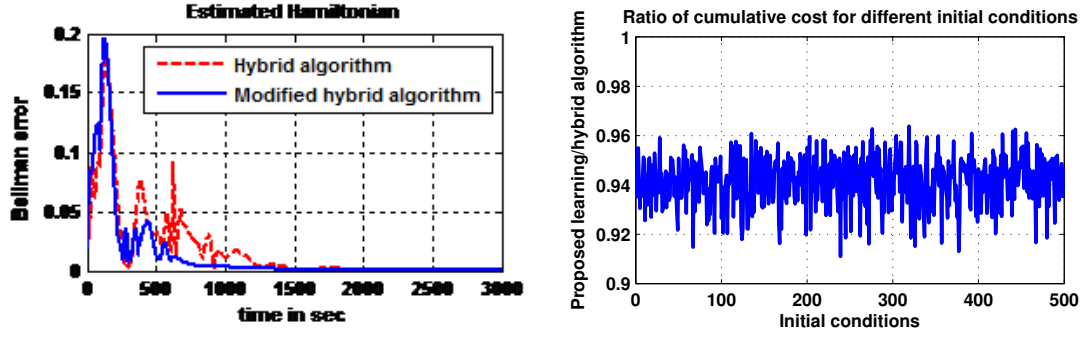 Estimated Hamiltonian
0.2
0.15
0.1
0.05
0
Bellman error
Hybrid algorithm
Modified hybrid algorithm
0 500 1000 1500 2000 2500 3000
time in sec
Ratio of cumulative cost for different initial conditions
1
0.98
0.96
0.94
0.92
0.9
Proposed learning/hybrid algorithm
0 100 200 300 400 500
Initial conditions